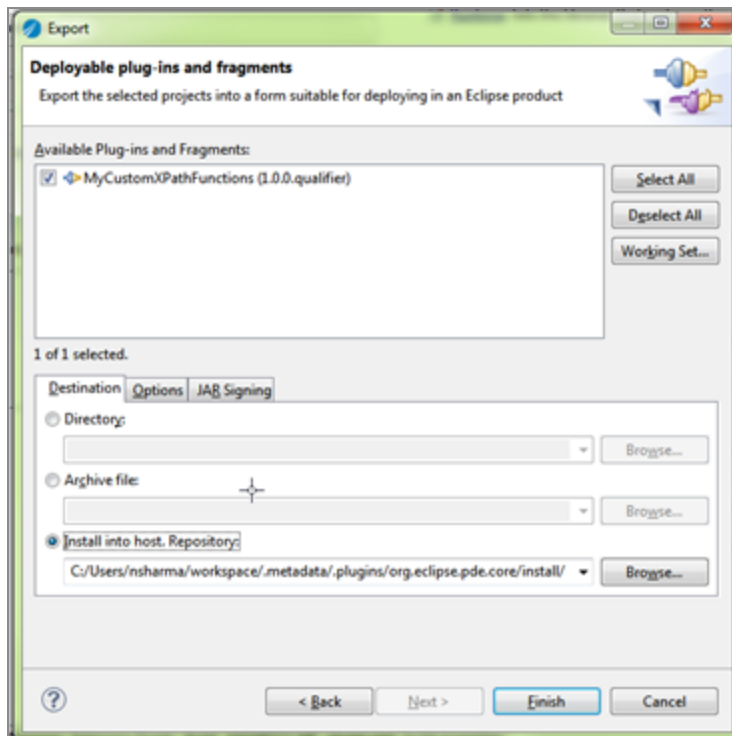 Export
Deployable plug-ins and fragments
Export the selected projects into a form suitable for deploying in an Eclipse product
Available Plug-ins and Fragments:
MyCustomXPathFunctions (1.0.0.qualifier)
Select All
Deselect All
Working Set...
1 of 1 selected.
Destination Options JAR Signing
Directory:
Browse...
Archive file:
Browse...
Install into host. Repository:
C:/Users/nsharma/workspace/.metadata/.plugins/org.eclipse.pde.core/install/ Browse...
< Back Next > Finish Cancel